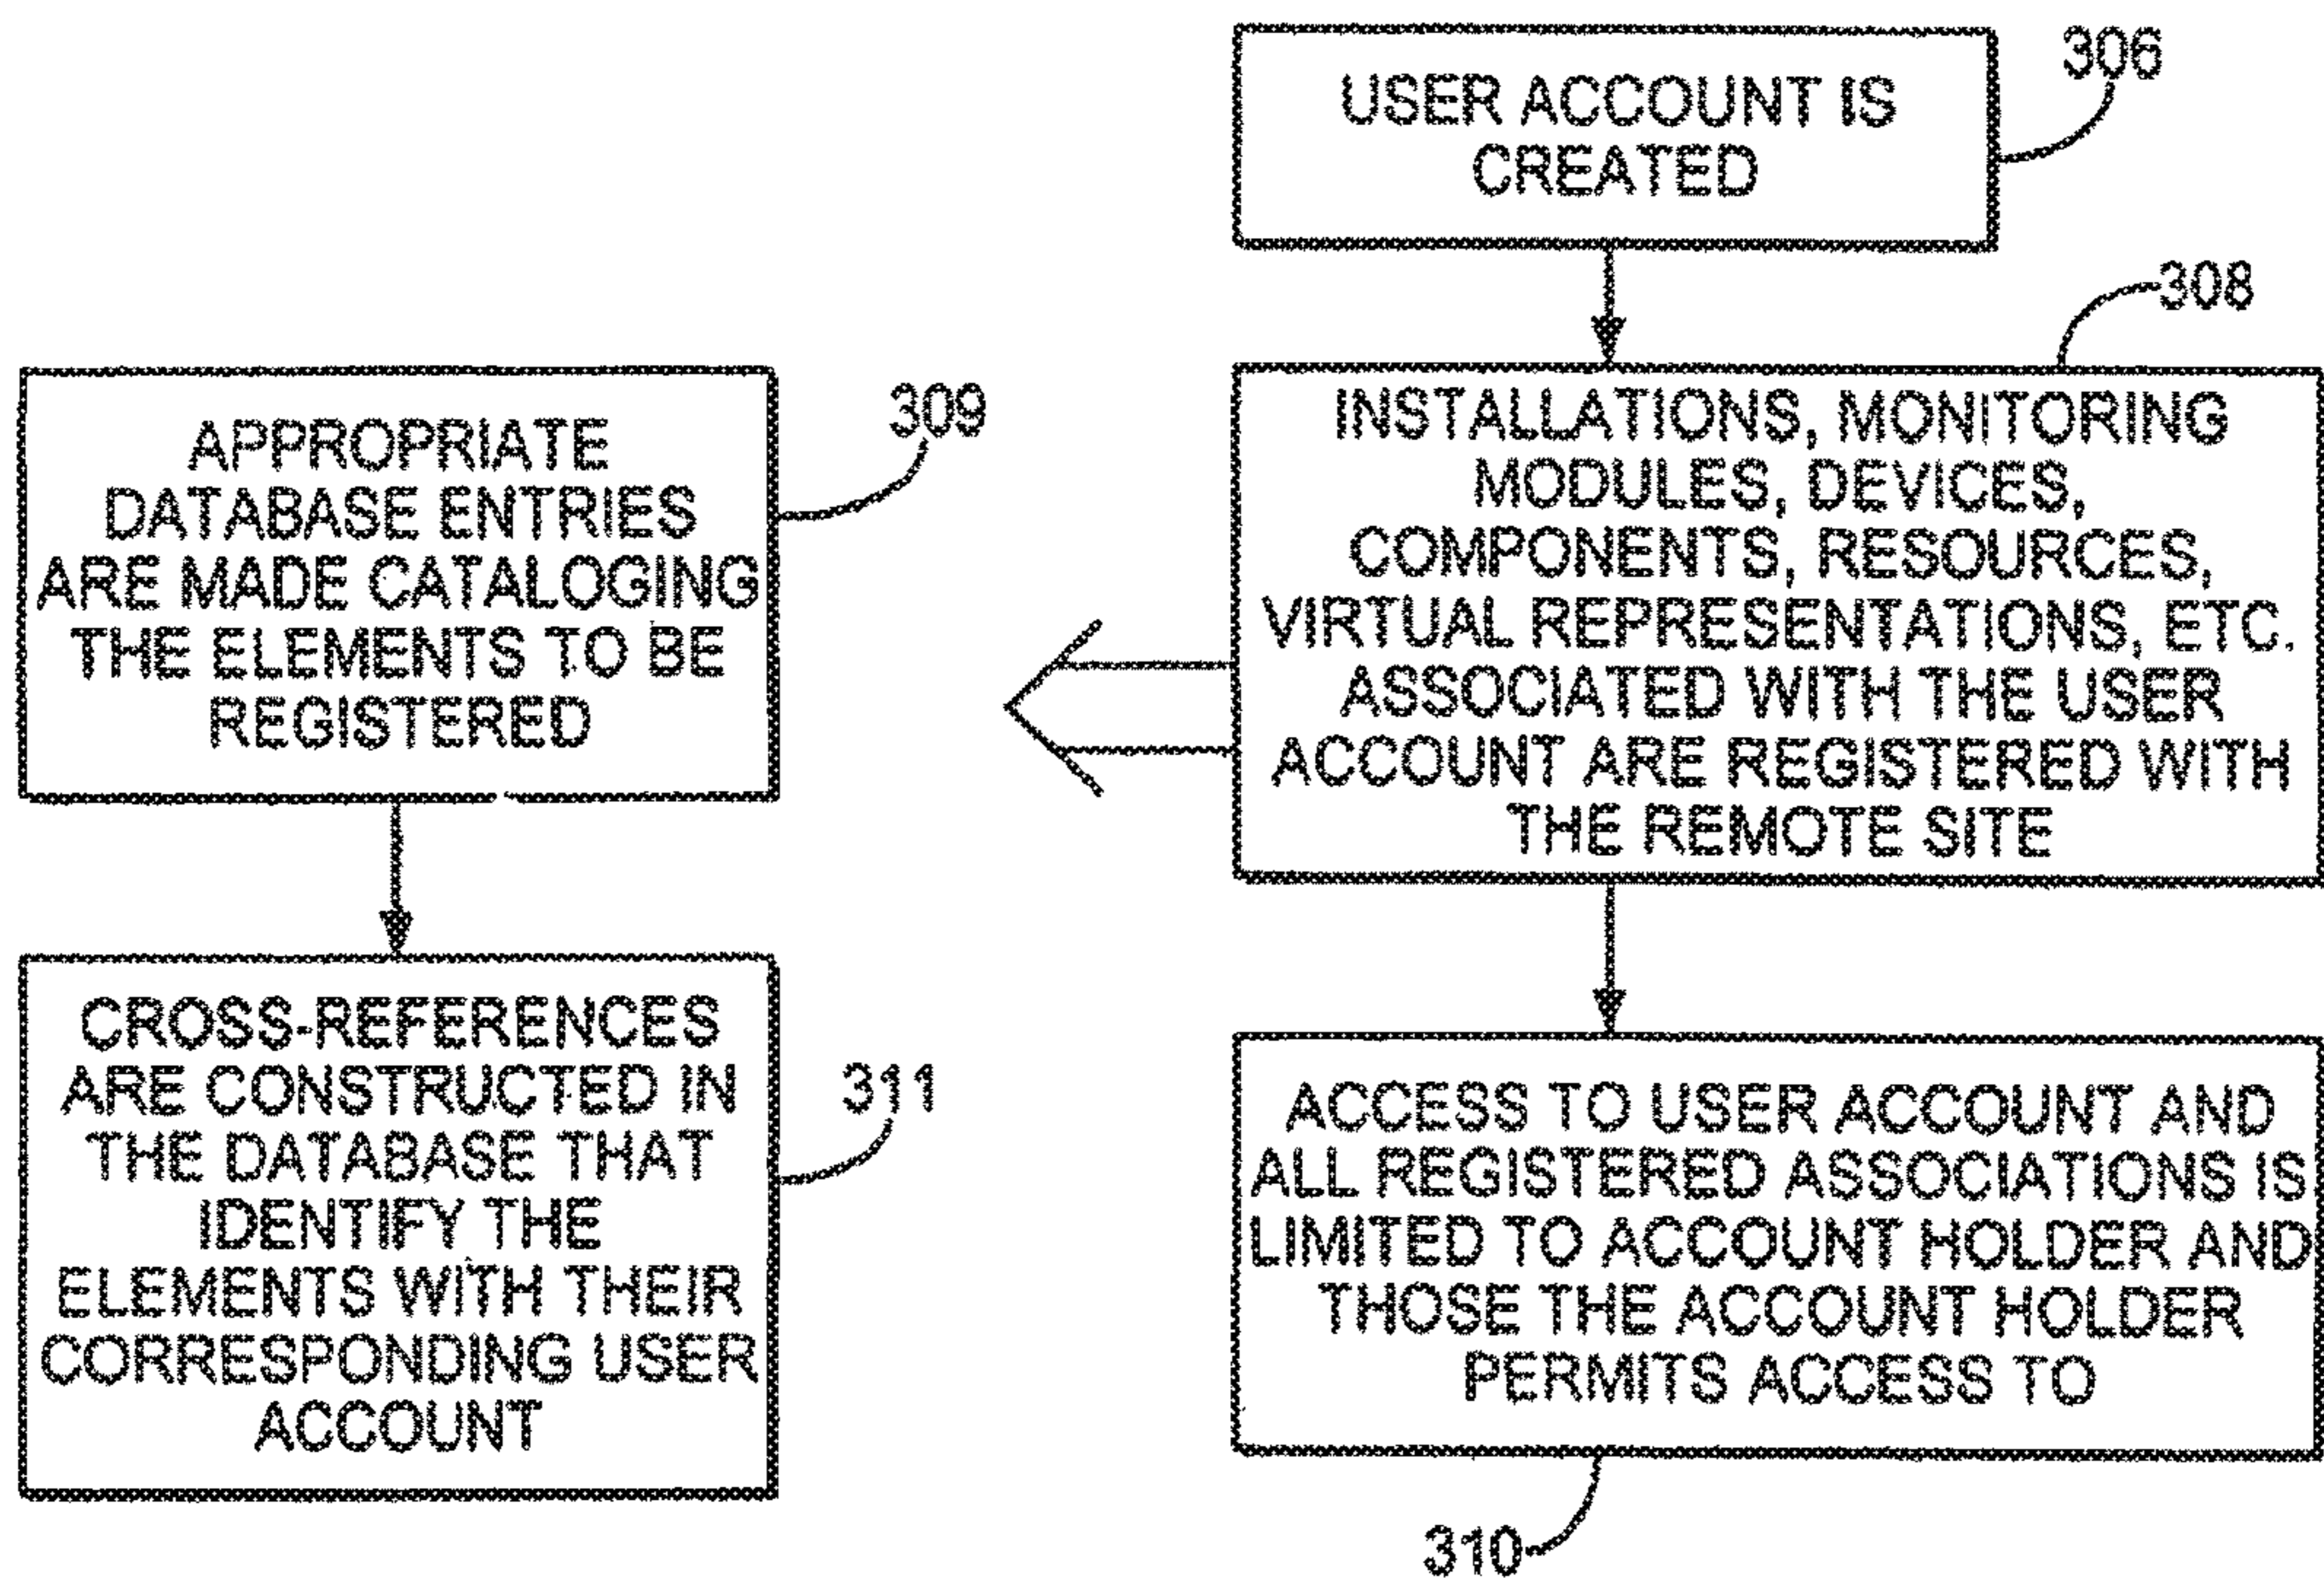 USER ACCOUNT IS
CREATED
306
308
INSTALLATIONS, MONITORING
MODULES, DEVICES,
COMPONENTS, RESOURCES,
VIRTUAL REPRESENTATIONS, ETC.
ASSOCIATED WITH THE USER
ACCOUNT ARE REGISTERED WITH
THE REMOTE SITE
309
APPROPRIATE
DATABASE ENTRIES
ARE MADE CATALOGING
THE ELEMENTS TO BE
REGISTERED
CROSS-REFERENCES
ARE CONSTRUCTED IN
THE DATABASE THAT
IDENTIFY THE
ELEMENTS WITH THEIR
CORRESPONDING USER
ACCOUNT
311
ACCESS TO USER ACCOUNT AND
ALL REGISTERED ASSOCIATIONS IS
LIMITED TO ACCOUNT HOLDER AND
THOSE THE ACCOUNT HOLDER
PERMITS ACCESS TO
310